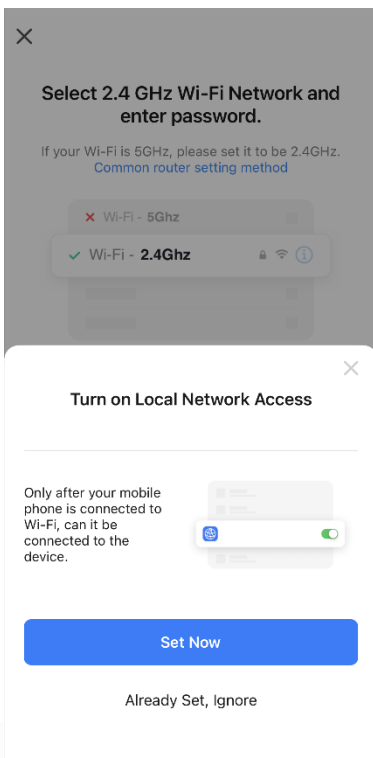 Select 2.4 GHz Wi-Fi Network and
enter password.
If your Wi-Fi is 5GHz, please set it to be 2.4GHz.
Common router setting method
Wi-Fi - 5Ghz
Wi-Fi - 2.4Ghz
Turn on Local Network Access
Only after your mobile
phone is connected to
Wi-Fi, can it be
connected to the
device.
Set Now
Already Set, Ignore